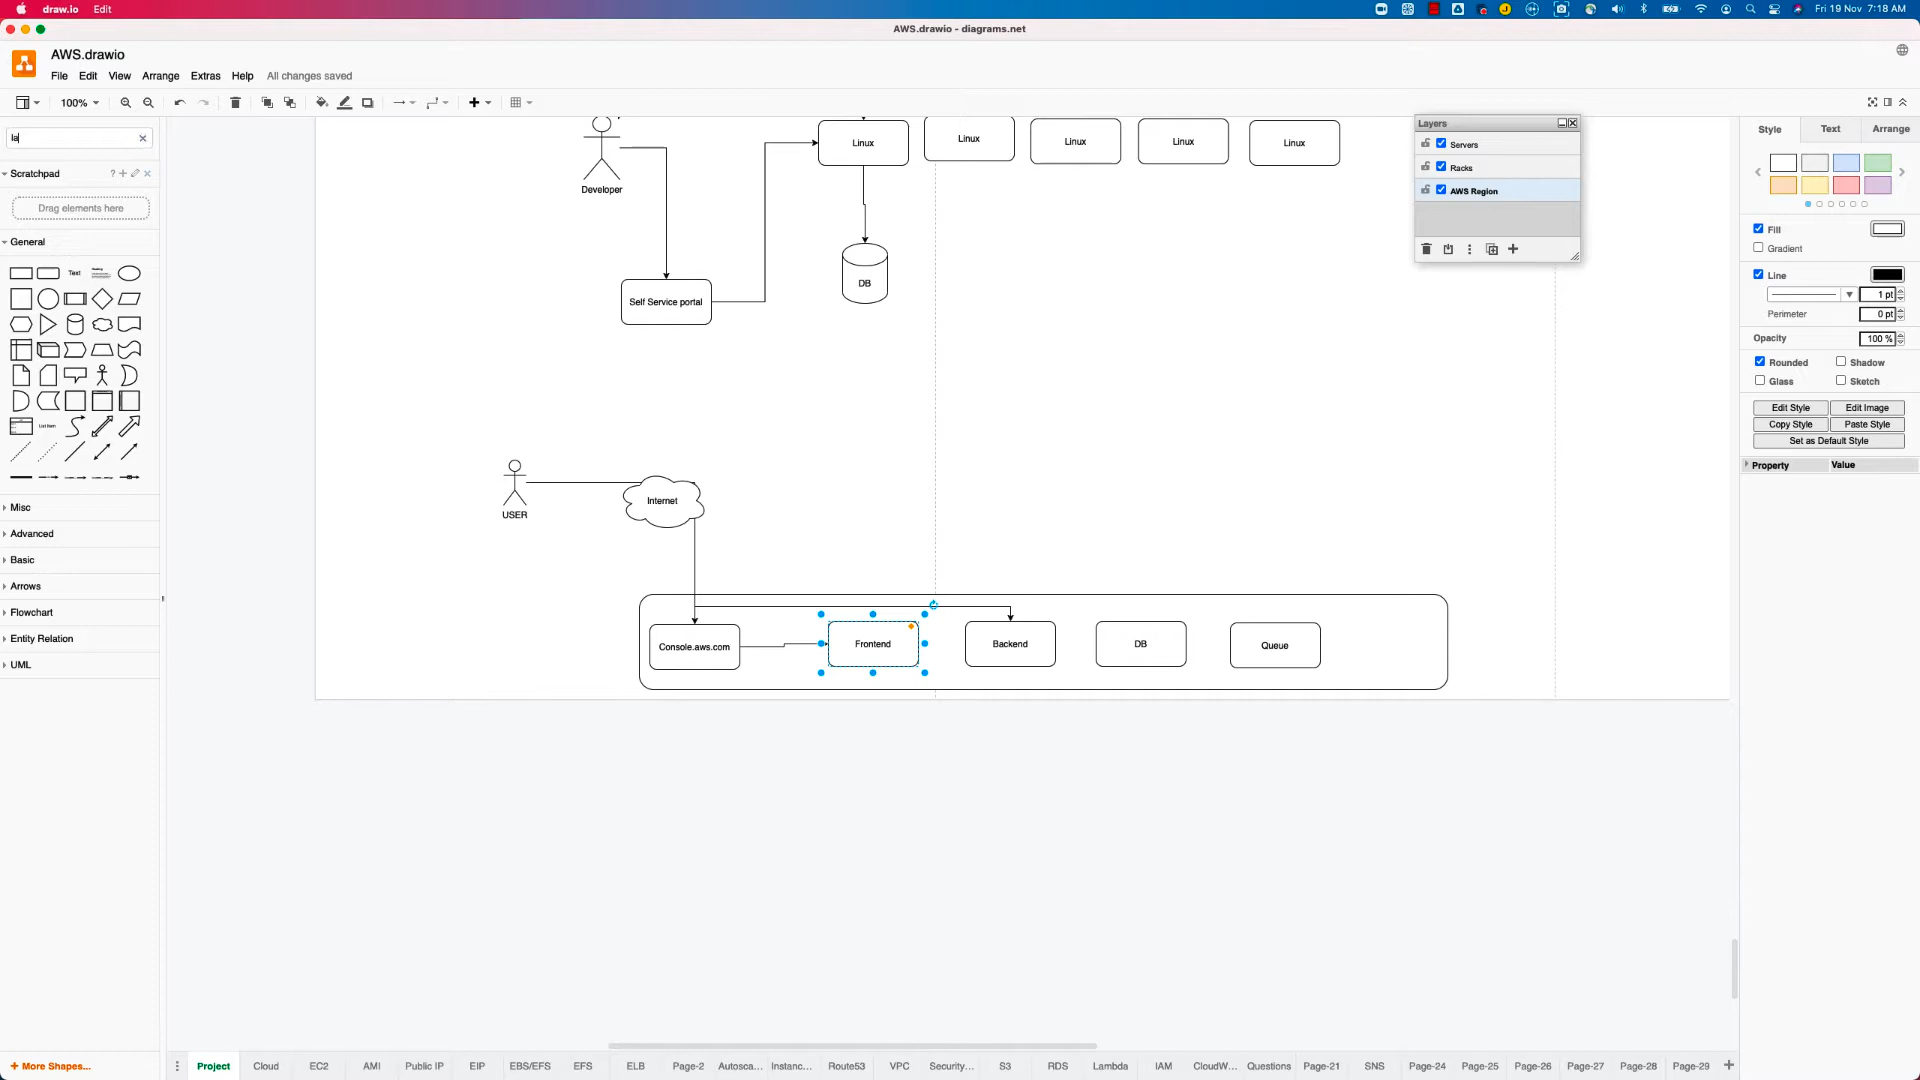 draw.io Edit
Fri 19 Nov 7:18 AM
AWS.drawio - diagrams.net
AWS.drawio
File Edit View Arrange Extras Help All changes saved
100%
la
Scratchpad
Drag elements here
General
Text
Heading
List Item
Misc
Advanced
Basic
Arrows
Flowchart
Entity Relation
UML
+ More Shapes...
Developer
Linux
Linux
Linux
Linux
Linux
Self Service portal
DB
USER
Internet
Console.aws.com
Frontend
Backend
DB
Queue
Layers
Servers
Racks
AWS Region
Style Text Arrange
Fill
Gradient
Line
1 pt
Perimeter 0 pt
Opacity 100 %
Rounded Shadow
Glass Sketch
Edit Style Edit Image
Copy Style Paste Style
Set as Default Style
Property Value
Project Cloud EC2 AMI Public IP EIP EBS/EFS EFS ELB Page-2 Autosca... Instanc... Route53 VPC Security... S3 RDS Lambda IAM CloudW... Questions Page-21 SNS Page-24 Page-25 Page-26 Page-27 Page-28 Page-29